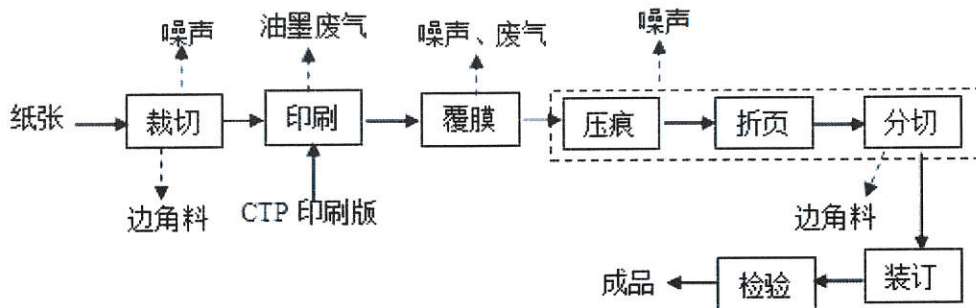 噪声
油墨废气
噪声、废气
噪声
纸张
裁切
印刷
覆膜
压痕
折页
分切
边角料
CTP 印刷版
边角料
成品
检验
装订